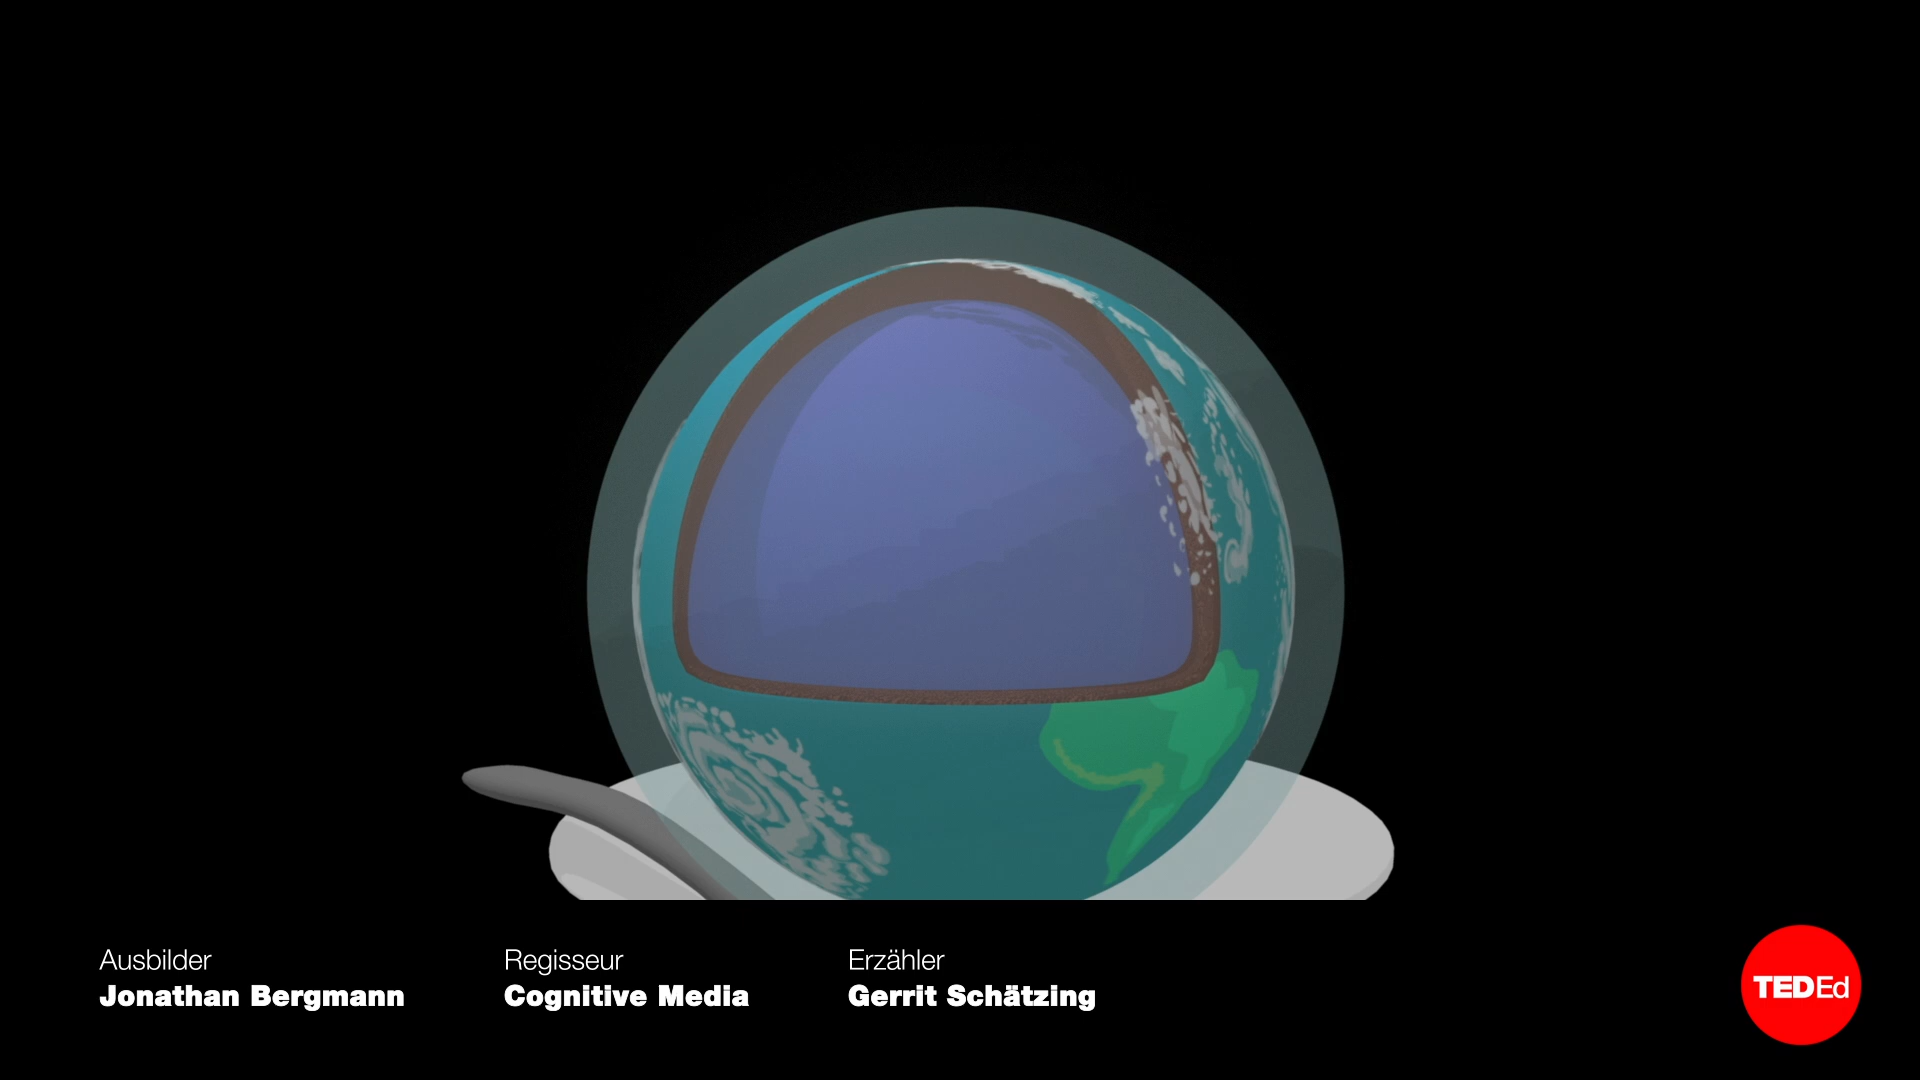 Ausbilder
Jonathan Bergmann
Regisseur
Cognitive Media
Erzähler
Gerrit Schätzing
TEDEd